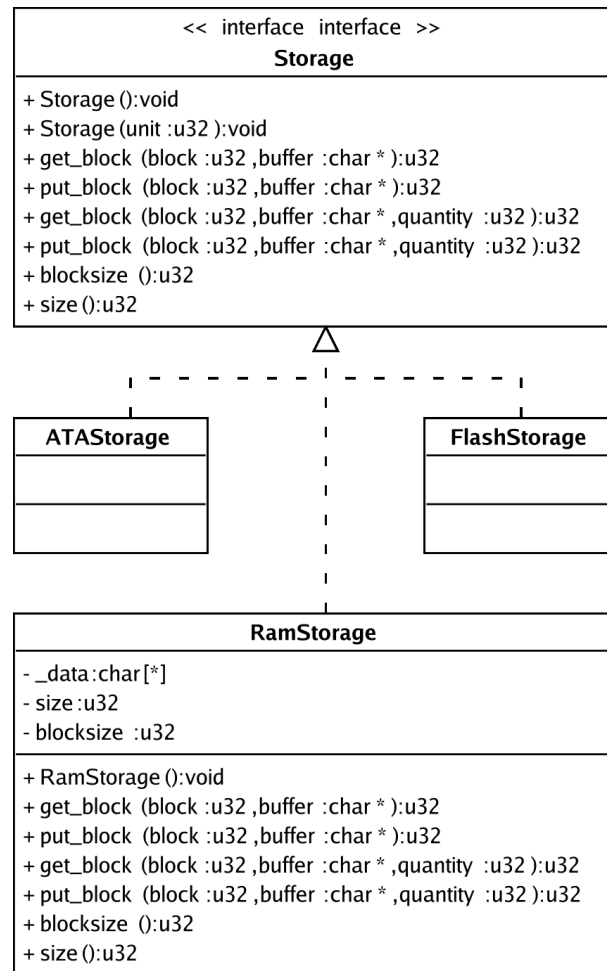 << interface interface >>
Storage
+ Storage ():void
+ Storage (unit :u32 ):void
+ get_block (block :u32 ,buffer :char * ):u32
+ put_block (block :u32 ,buffer :char * ):u32
+ get_block (block :u32 ,buffer :char * ,quantity :u32 ):u32
+ put_block (block :u32 ,buffer :char * ,quantity :u32 ):u32
+ blocksize ():u32
+ size ():u32
ATAStorage
FlashStorage
RamStorage
- _data:char [*]
- size :u32
- blocksize :u32
+ RamStorage ():void
+ get_block (block :u32 ,buffer :char * ):u32
+ put_block (block :u32 ,buffer :char * ):u32
+ get_block (block :u32 ,buffer :char * ,quantity :u32 ):u32
+ put_block (block :u32 ,buffer :char * ,quantity :u32 ):u32
+ blocksize ():u32
+ size ():u32